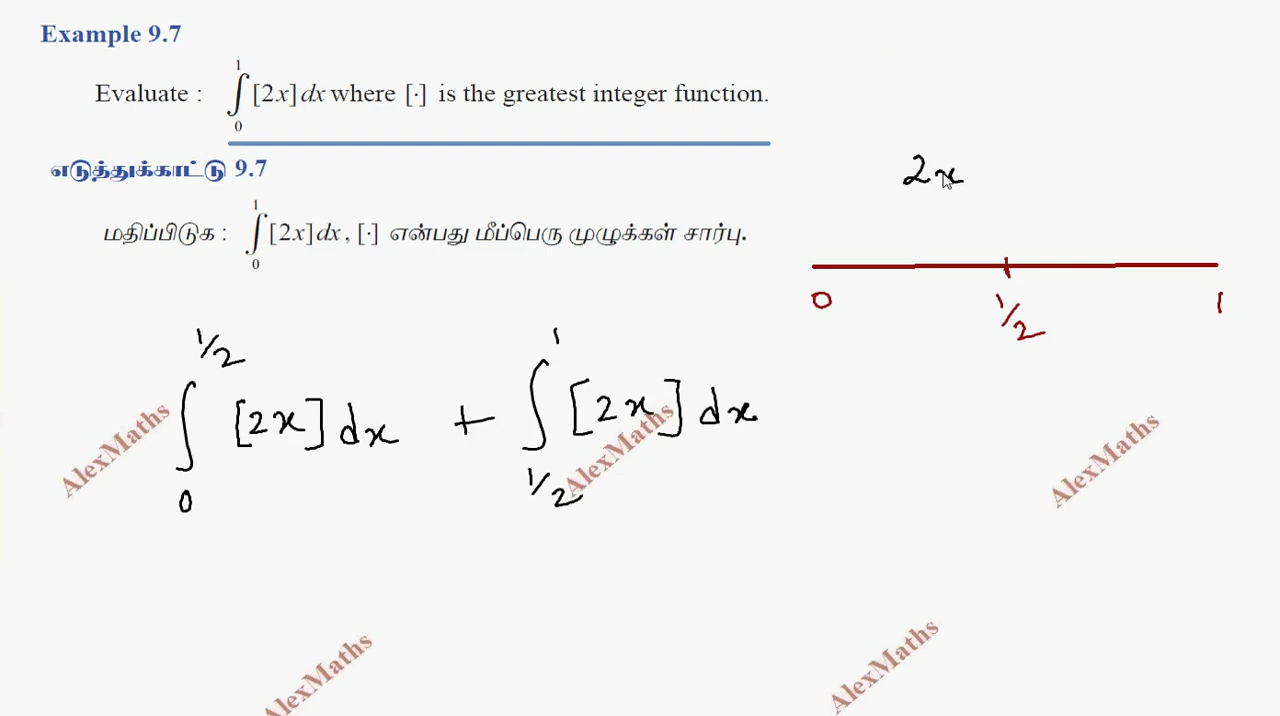 Example 9.7
Evaluate : ∫₀¹ [2x] dx where [·] is the greatest integer function.
எடுத்துக்காட்டு 9.7
மதிப்பிடுக : ∫₀¹ [2x] dx , [·] என்பது மீப்பெரு முழுக்கள் சார்பு.
2x
0 1/2 1
∫₀^{1/2} [2x] dx + ∫_{1/2}^1 [2x] dx
AlexMaths
AlexMaths
AlexMaths
AlexMaths
AlexMaths